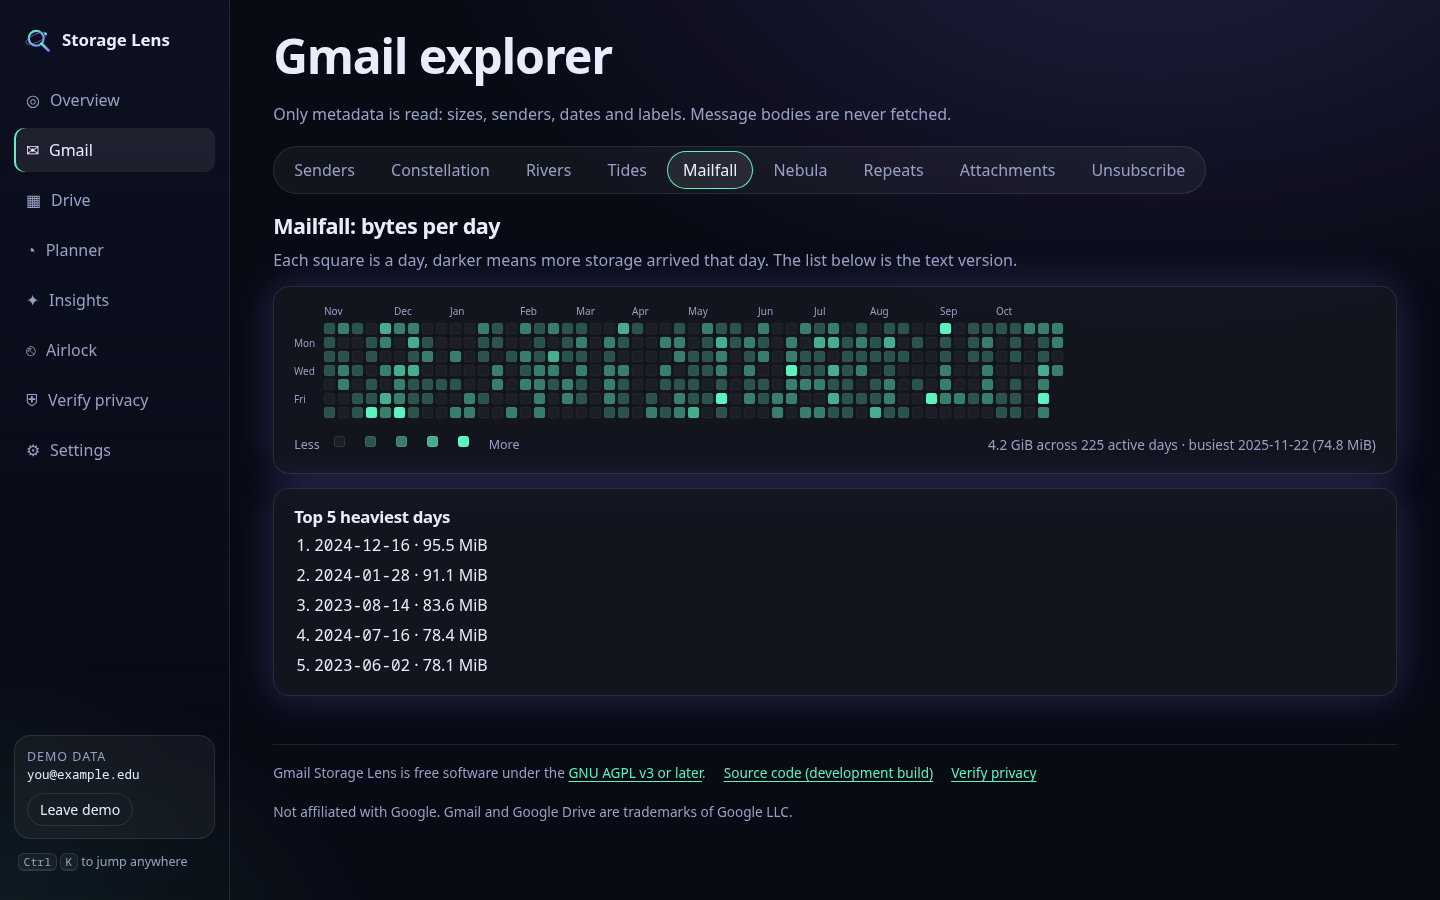 Storage Lens
Overview
Gmail
Drive
Planner
Insights
Airlock
Verify privacy
Settings
DEMO DATA
you@example.edu
Leave demo
Ctrl K to jump anywhere
Gmail explorer
Only metadata is read: sizes, senders, dates and labels. Message bodies are never fetched.
Senders Constellation Rivers Tides Mailfall Nebula Repeats Attachments Unsubscribe
Mailfall: bytes per day
Each square is a day, darker means more storage arrived that day. The list below is the text version.
Nov Dec Jan Feb Mar Apr May Jun Jul Aug Sep Oct
Mon
Wed
Fri
Less More 4.2 GiB across 225 active days · busiest 2025-11-22 (74.8 MiB)
Top 5 heaviest days
1. 2024-12-16 · 95.5 MiB
2. 2024-01-28 · 91.1 MiB
3. 2023-08-14 · 83.6 MiB
4. 2024-07-16 · 78.4 MiB
5. 2023-06-02 · 78.1 MiB
Gmail Storage Lens is free software under the GNU AGPL v3 or later. Source code (development build) Verify privacy
Not affiliated with Google. Gmail and Google Drive are trademarks of Google LLC.